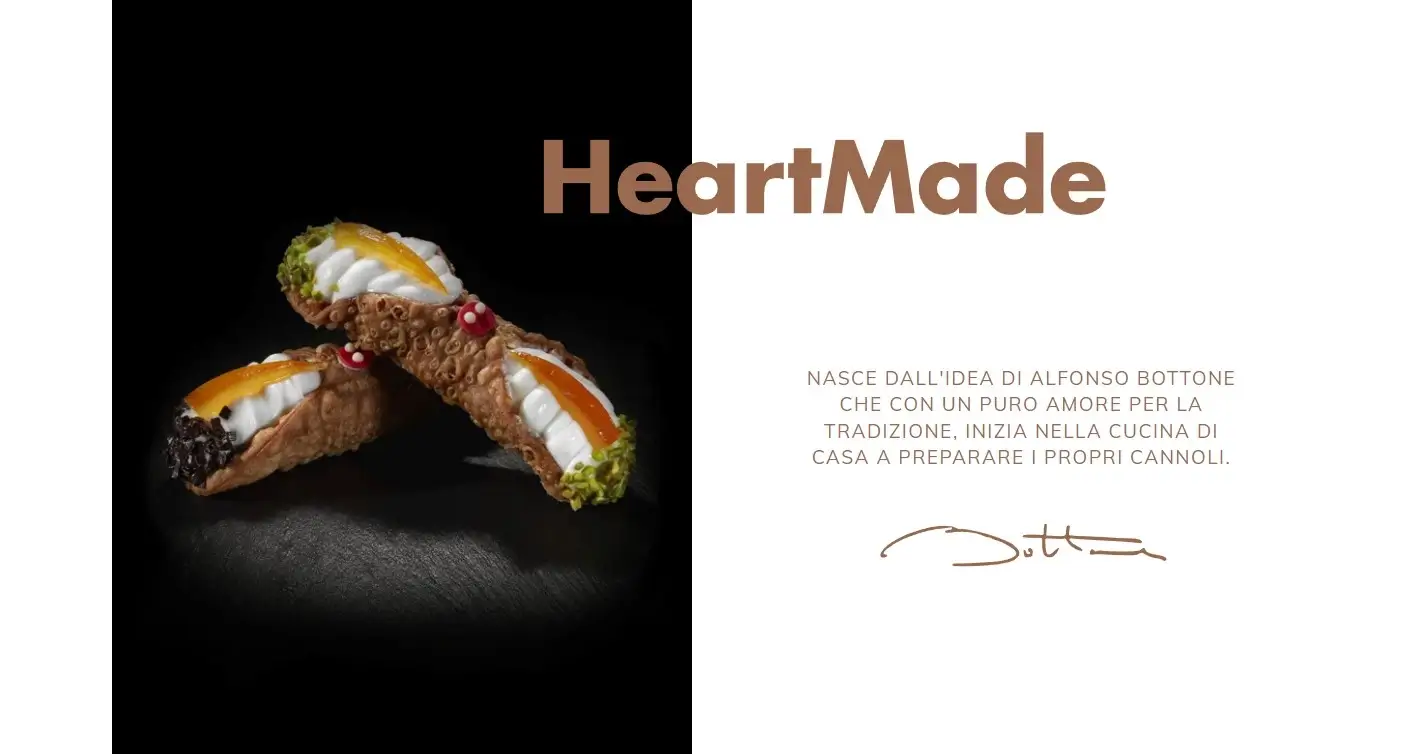 HeartMade
NASCE DALL'IDEA DI ALFONSO BOTTONE
CHE CON UN PURO AMORE PER LA
TRADIZIONE, INIZIA NELLA CUCINA DI
CASA A PREPARARE I PROPRI CANNOLI.
Bottone